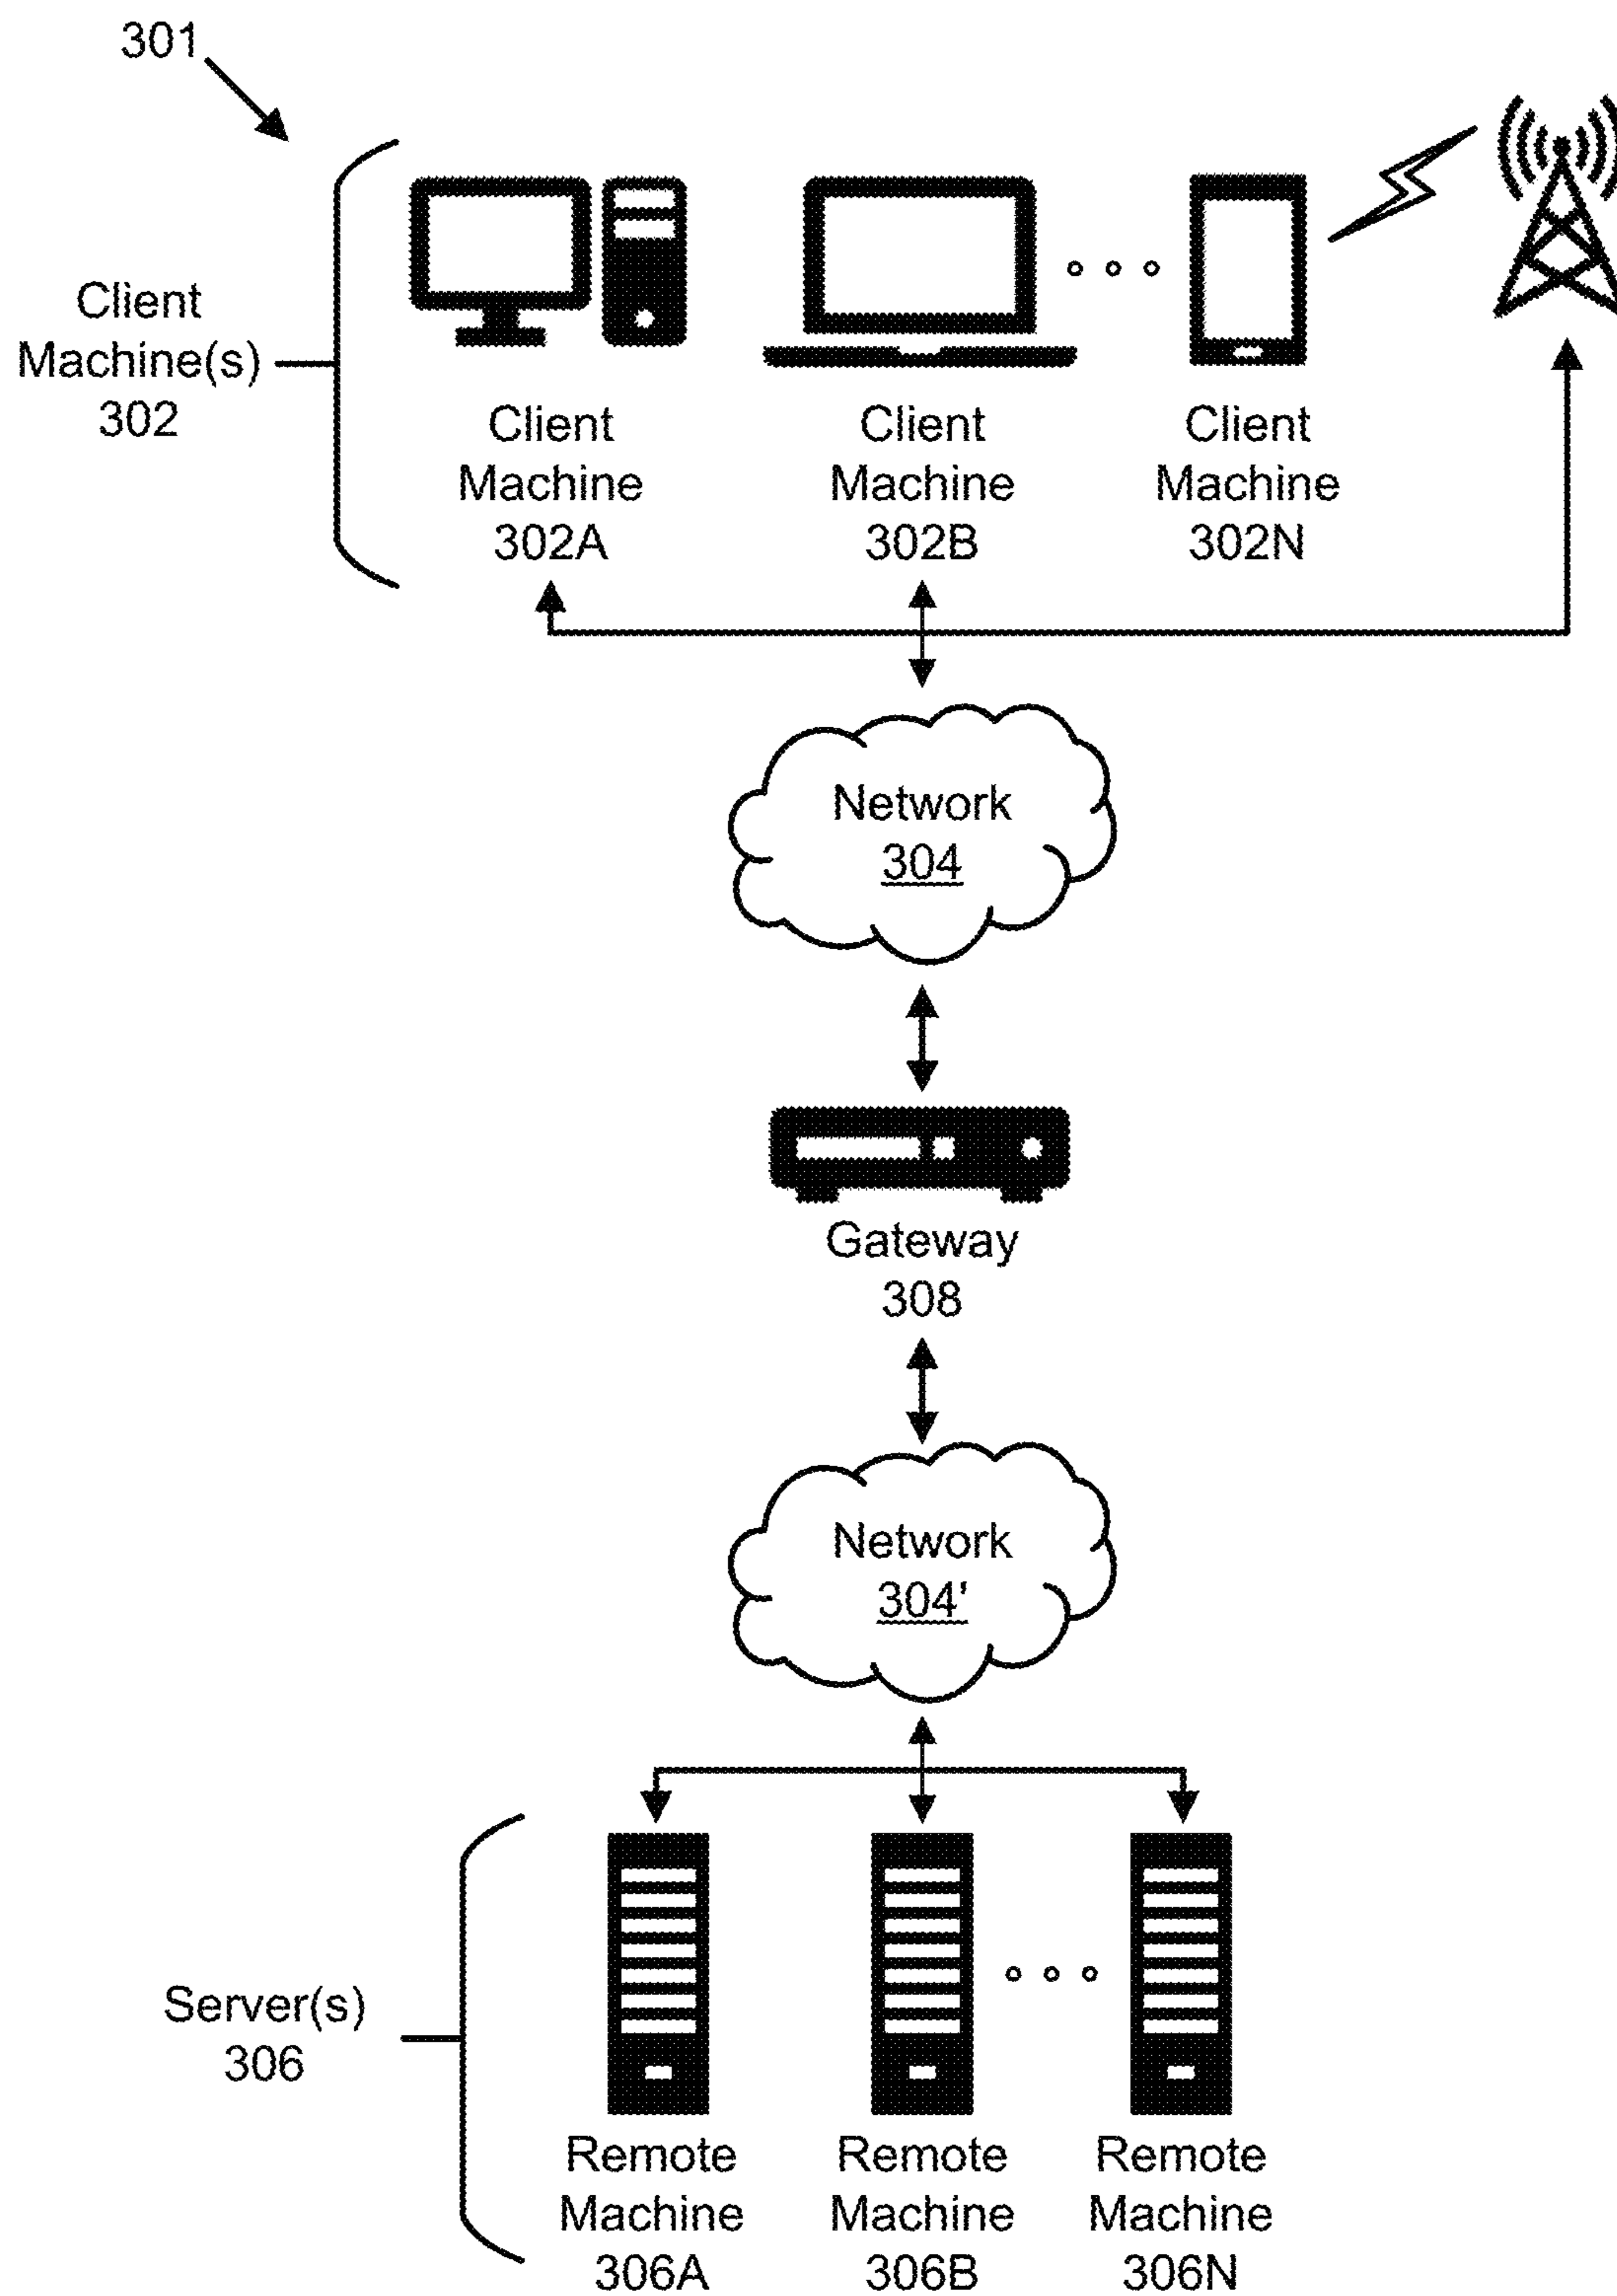 301
Client
Machine(s)
302
Client
Machine
302A
Client
Machine
302B
Client
Machine
302N
Network
304
Gateway
308
Network
304'
Server(s)
306
Remote
Machine
306A
Remote
Machine
306B
Remote
Machine
306N